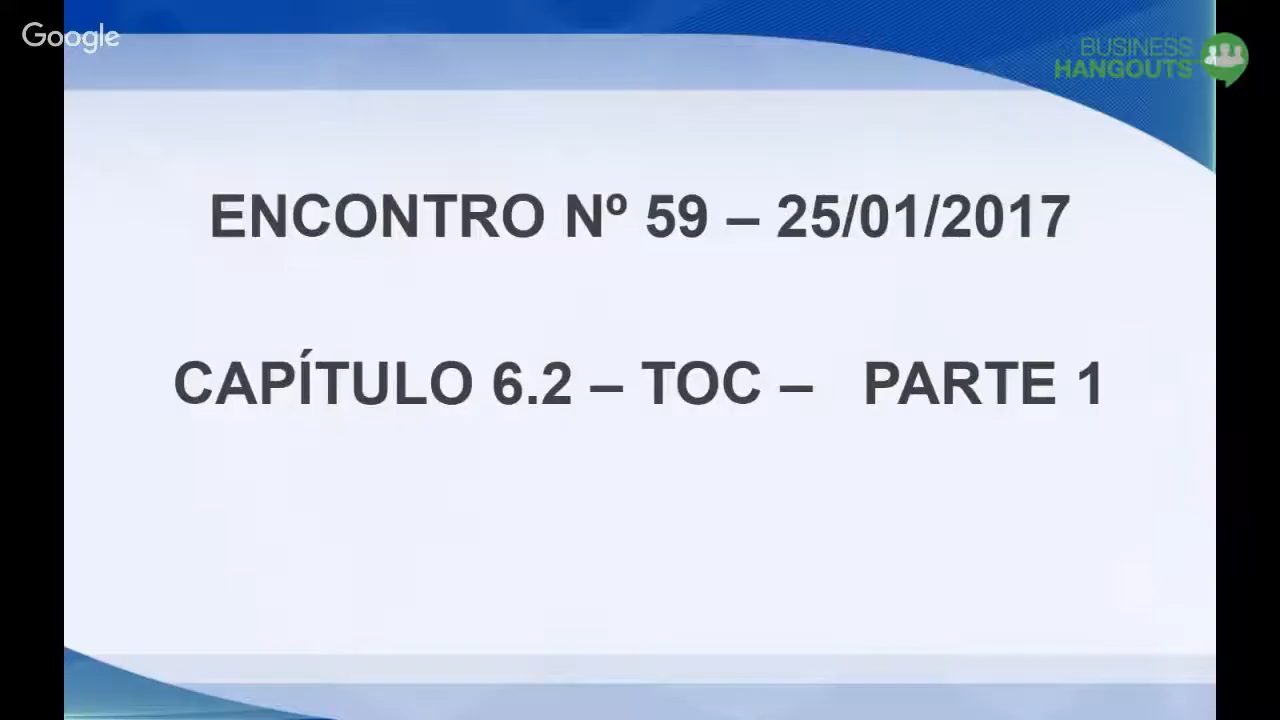 Google
BUSINESS
HANGOUTS
ENCONTRO Nº 59 – 25/01/2017
CAPÍTULO 6.2 – TOC – PARTE 1